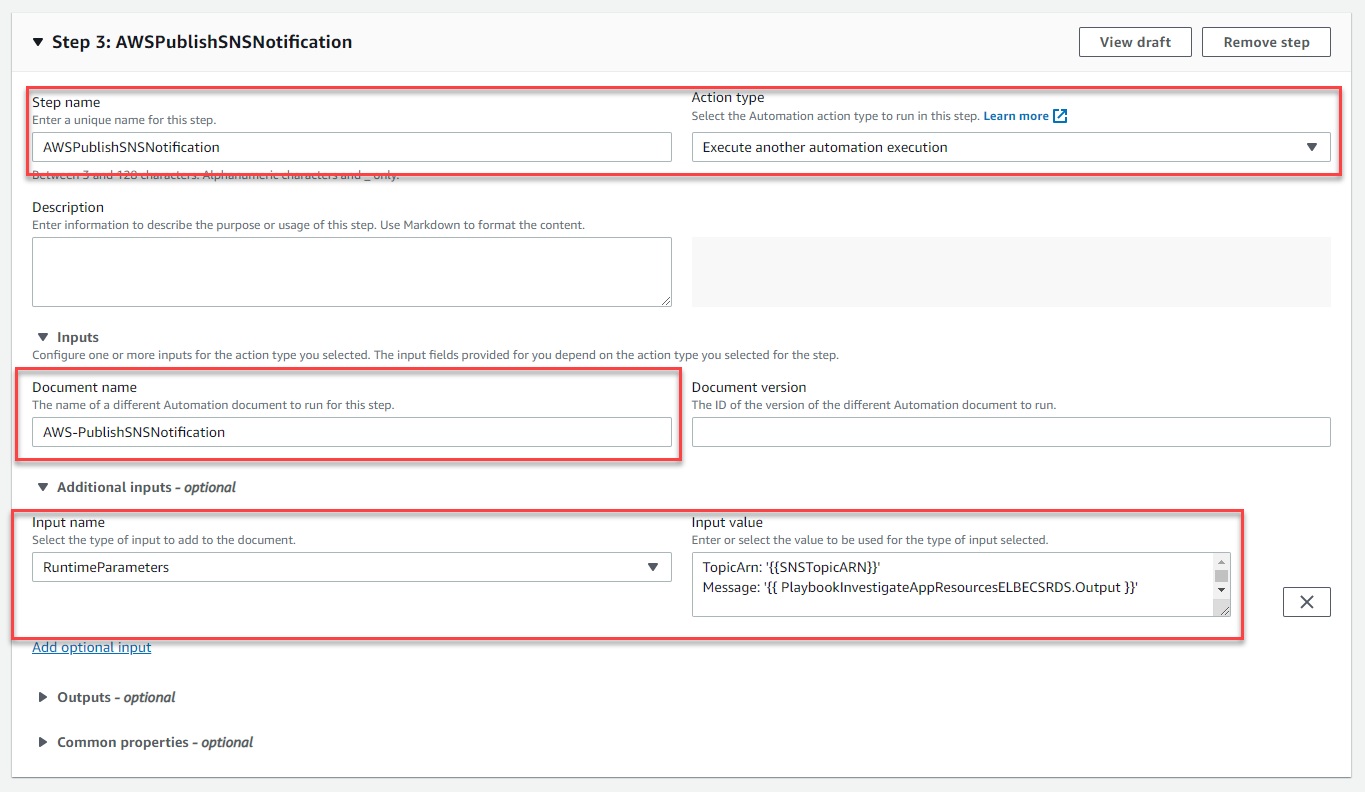 Step 3: AWSPublishSNSNotification
View draft
Remove step
Step name
Enter a unique name for this step.
AWSPublishSNSNotification
Between 3 and 128 characters. Alphanumeric characters and _ only.
Action type
Select the Automation action type to run in this step. Learn more
Execute another automation execution
Description
Enter information to describe the purpose or usage of this step. Use Markdown to format the content.
Inputs
Configure one or more inputs for the action type you selected. The input fields provided for you depend on the action type you selected for the step.
Document name
The name of a different Automation document to run for this step.
AWS-PublishSNSNotification
Document version
The ID of the version of the different Automation document to run.
Additional inputs - optional
Input name
Select the type of input to add to the document.
RuntimeParameters
Input value
Enter or select the value to be used for the type of input selected.
TopicArn: '{{SNSTopicARN}}'
Message: '{{ PlaybookInvestigateAppResourcesELBECSRDS.Output }}'
Add optional input
Outputs - optional
Common properties - optional